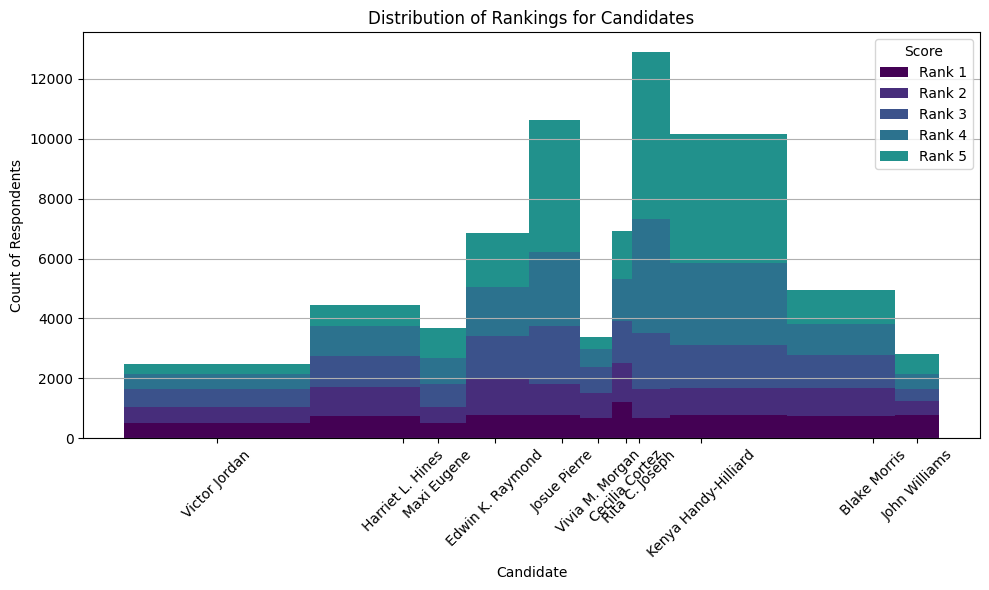 Distribution of Rankings for Candidates
Score
Rank 1
Rank 2
Rank 3
Rank 4
Rank 5
Count of Respondents
12000
10000
8000
6000
4000
2000
0
Victor Jordan
Harriet L. Hines
Maxi Eugene
Edwin K. Raymond
Josue Pierre
Vivia M. Morgan
Cecilia Cortez
Rita C. Joseph
Kenya Handy-Hilliard
Blake Morris
John Williams
Candidate